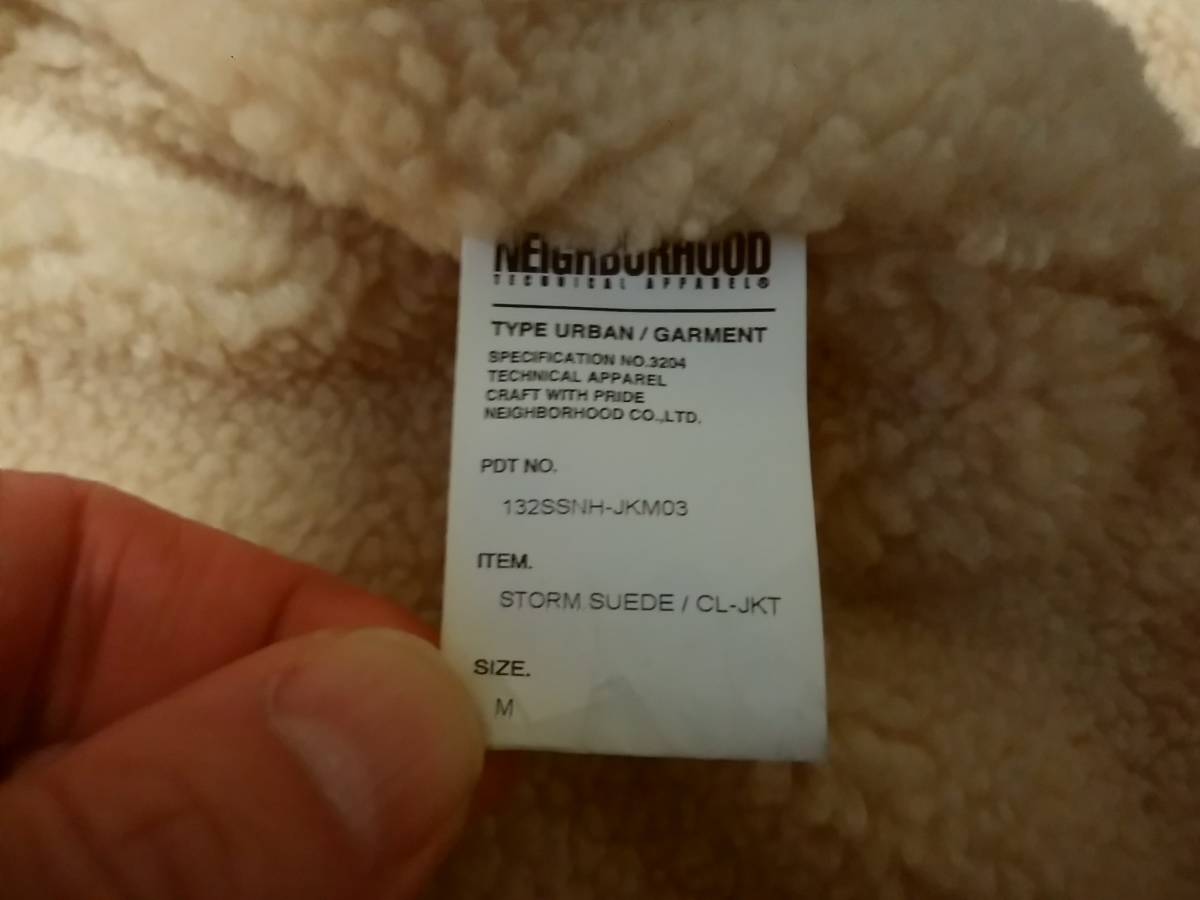 NEIGHBORHOOD
TECHNICAL APPAREL®
TYPE URBAN / GARMENT
SPECIFICATION NO.3204
TECHNICAL APPAREL
CRAFT WITH PRIDE
NEIGHBORHOOD CO.,LTD.
PDT NO.
132SSNH-JKM03
ITEM.
STORM SUEDE / CL-JKT
SIZE.
M